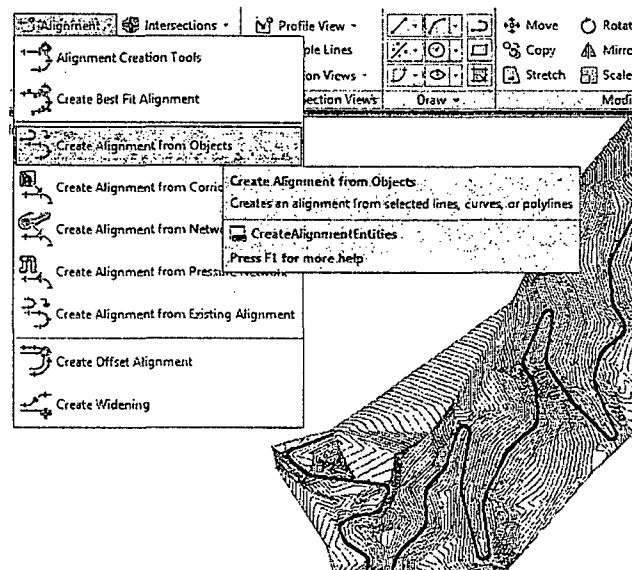 Alignment
Intersections
Profile View
ple Lines
on Views
ection Views
Draw
Move
Rotat
Copy
Mirro
Stretch
Scale
Modi
Alignment Creation Tools
Create Best Fit Alignment
Create Alignment from Objects
Create Alignment from Corric
Create Alignment from Netw
Create Alignment from Pressure Network
Create Alignment from Existing Alignment
Create Offset Alignment
Create Widening
Create Alignment from Objects
Creates an alignment from selected lines, curves, or polylines
CreateAlignmentEntities
Press F1 for more help